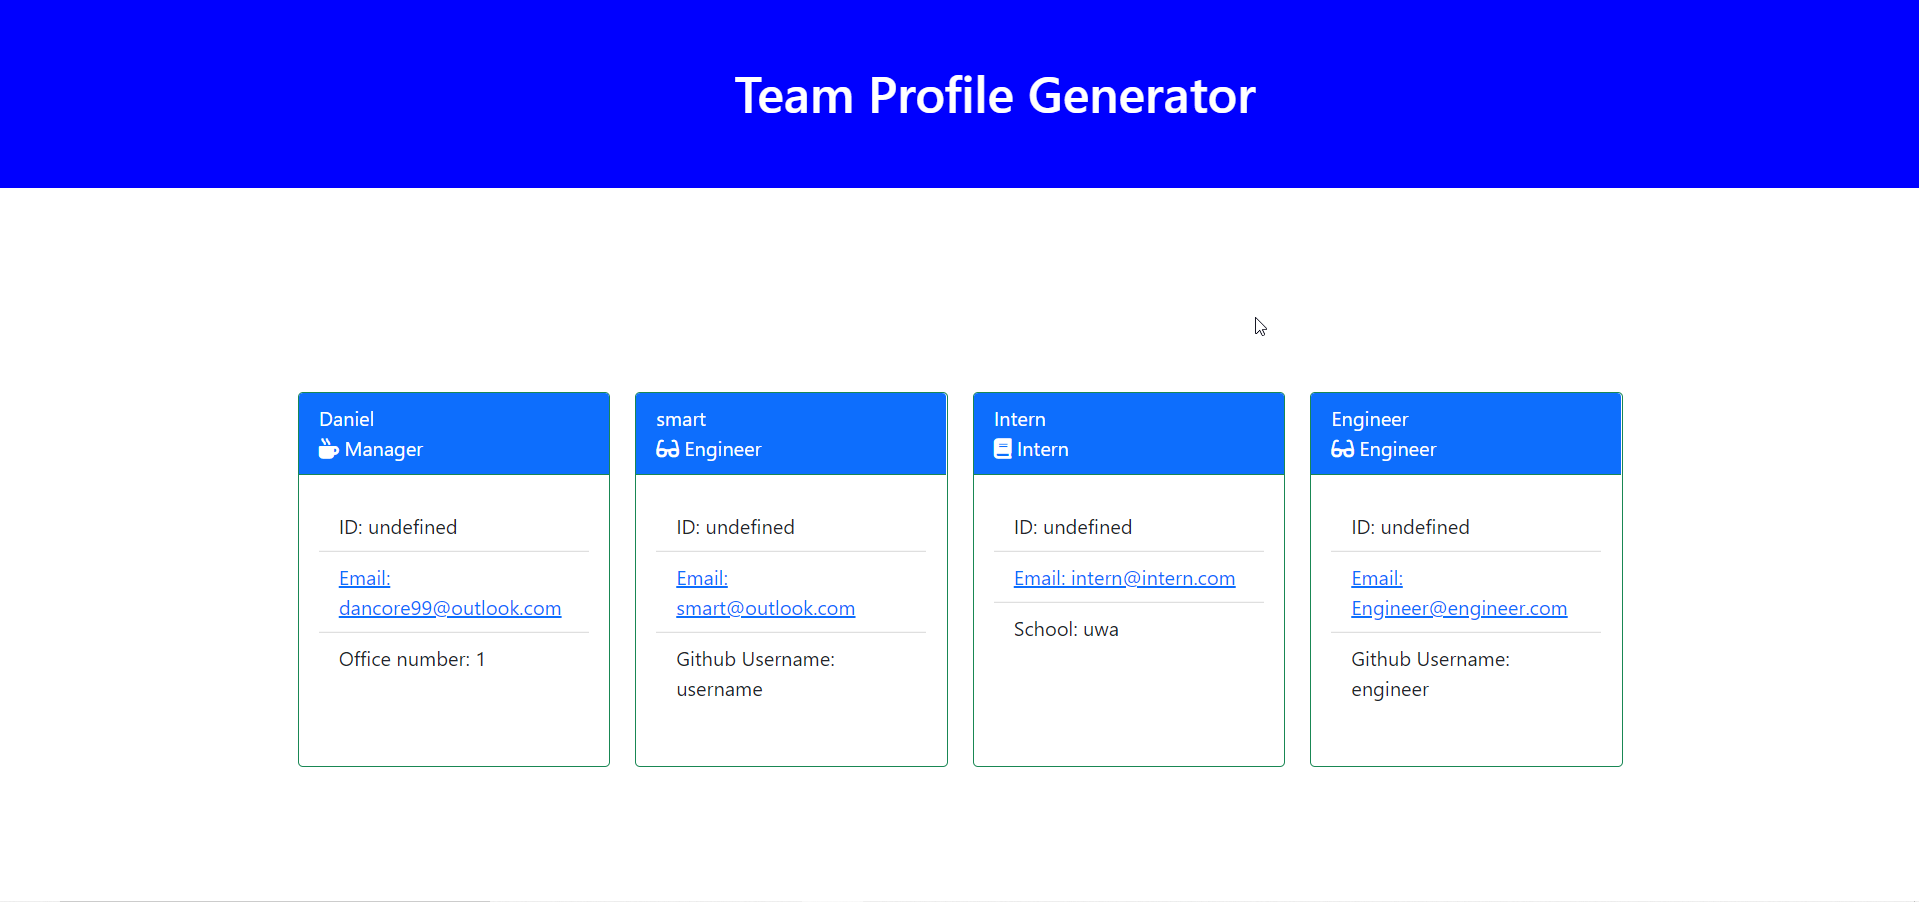 Team Profile Generator
Daniel
Manager
ID: undefined
Email:
dancore99@outlook.com
Office number: 1
smart
Engineer
ID: undefined
Email:
smart@outlook.com
Github Username:
username
Intern
Intern
ID: undefined
Email: intern@intern.com
School: uwa
Engineer
Engineer
ID: undefined
Email:
Engineer@engineer.com
Github Username:
engineer